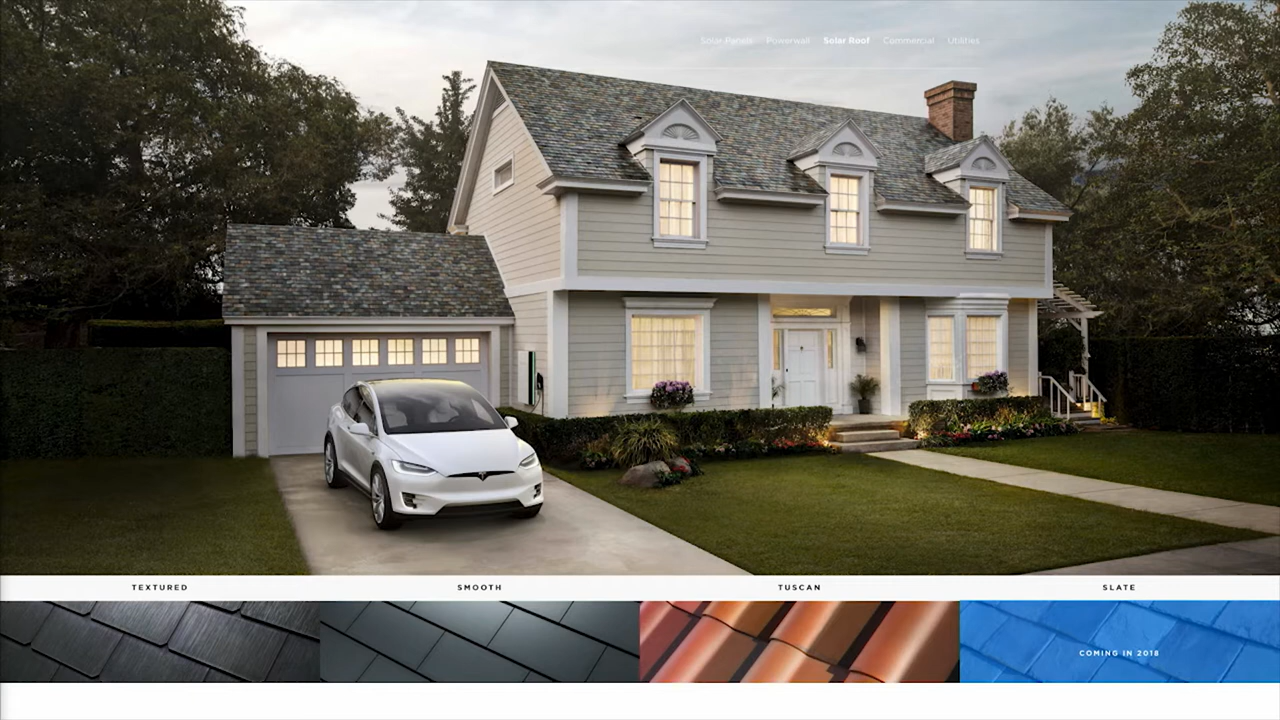 Solar Panels Powerwall Solar Roof Commercial Utilities
TEXTURED SMOOTH TUSCAN SLATE
COMING IN 2018